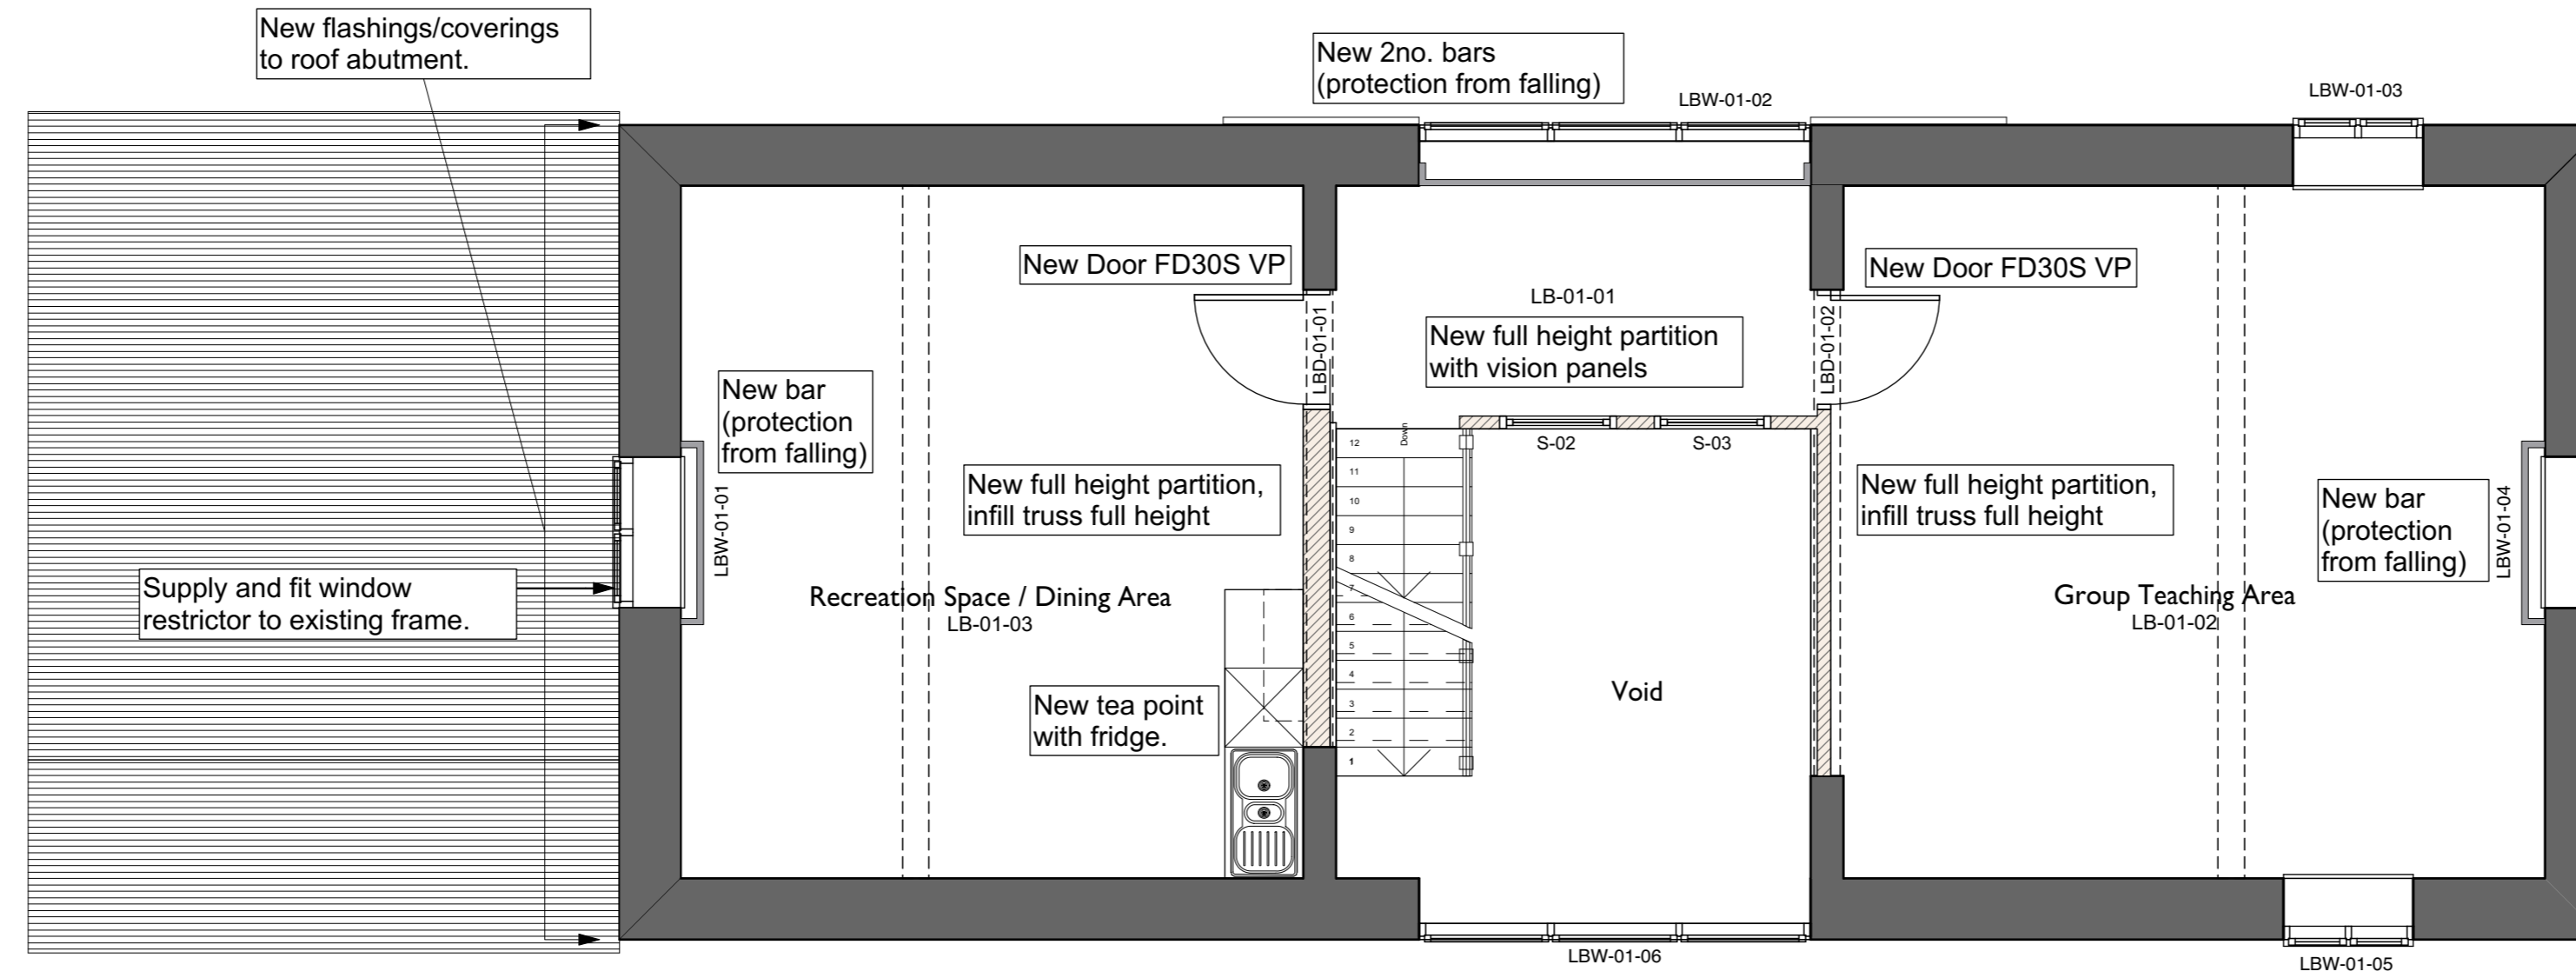 New flashings/coverings
to roof abutment.
New 2no. bars
(protection from falling)
LBW-01-02
LBW-01-03
New Door FD30S VP
New Door FD30S VP
LB-01-01
LBD-01-01
LBD-01-02
New full height partition
with vision panels
New bar
(protection
from falling)
LBW-01-01
S-02
S-03
Down
12
11
10
9
8
7
6
5
4
3
2
1
New full height partition,
infill truss full height
New full height partition,
infill truss full height
New bar
(protection
from falling)
LBW-01-04
Supply and fit window
restrictor to existing frame.
Recreation Space / Dining Area
LB-01-03
Group Teaching Area
LB-01-02
New tea point
with fridge.
Void
LBW-01-06
LBW-01-05